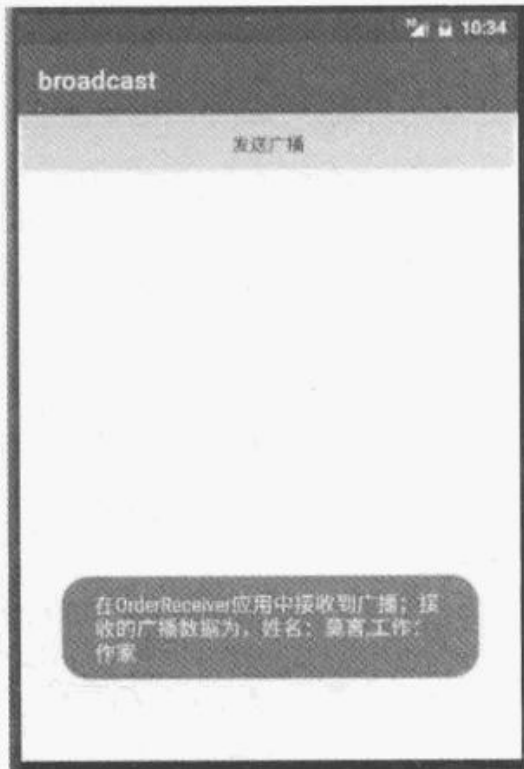 10:34
broadcast
发送广播
在OrderReceiver应用中接收到广播；接
收的广播数据为，姓名：莫言,工作：
作家